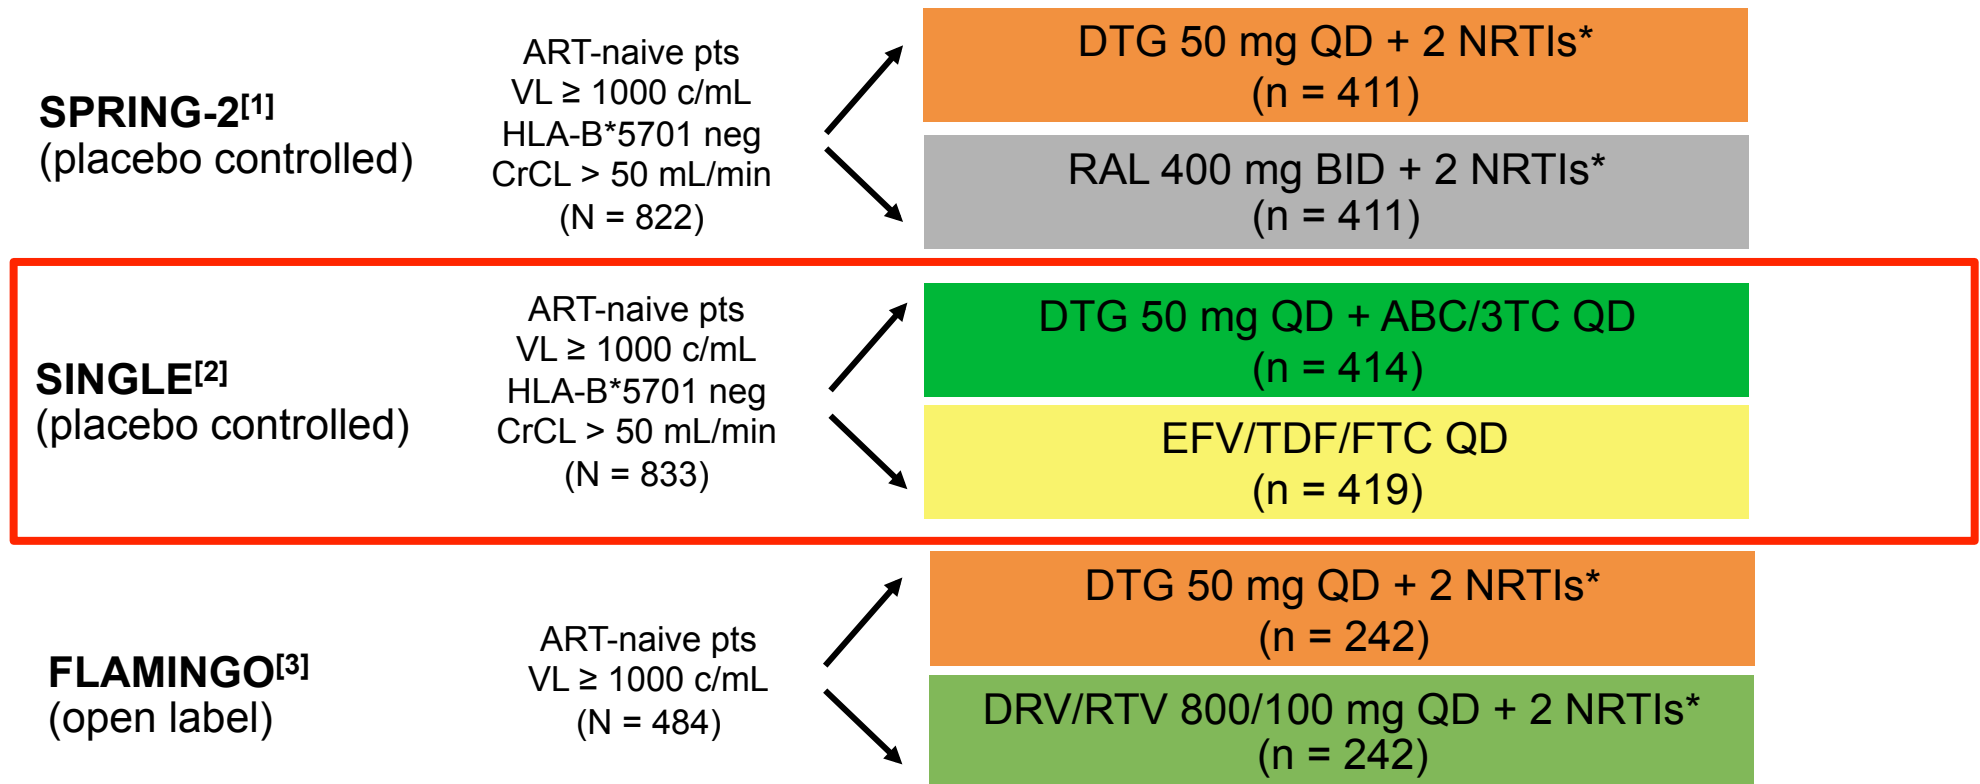 SPRING-2[1]
(placebo controlled)
ART-naive pts
VL ≥ 1000 c/mL
HLA-B*5701 neg
CrCL > 50 mL/min
(N = 822)
DTG 50 mg QD + 2 NRTIs*
(n = 411)
RAL 400 mg BID + 2 NRTIs*
(n = 411)
SINGLE[2]
(placebo controlled)
ART-naive pts
VL ≥ 1000 c/mL
HLA-B*5701 neg
CrCL > 50 mL/min
(N = 833)
DTG 50 mg QD + ABC/3TC QD
(n = 414)
EFV/TDF/FTC QD
(n = 419)
FLAMINGO[3]
(open label)
ART-naive pts
VL ≥ 1000 c/mL
(N = 484)
DTG 50 mg QD + 2 NRTIs*
(n = 242)
DRV/RTV 800/100 mg QD + 2 NRTIs*
(n = 242)